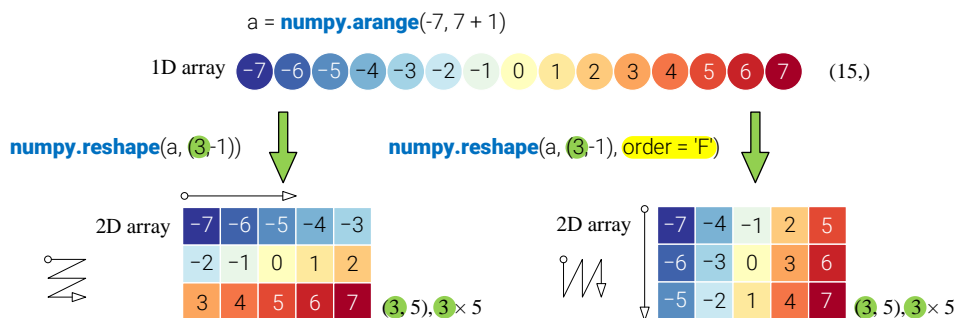 a = numpy.arange(-7, 7 + 1)
1D array −7 −6 −5 −4 −3 −2 −1 0 1 2 3 4 5 6 7 (15,)
numpy.reshape(a, (3,-1))
numpy.reshape(a, (3,-1), order = 'F')
2D array −7 −6 −5 −4 −3
−2 −1 0 1 2
3 4 5 6 7 (3, 5), 3 × 5
2D array −7 −4 −1 2 5
−6 −3 0 3 6
−5 −2 1 4 7 (3, 5), 3 × 5